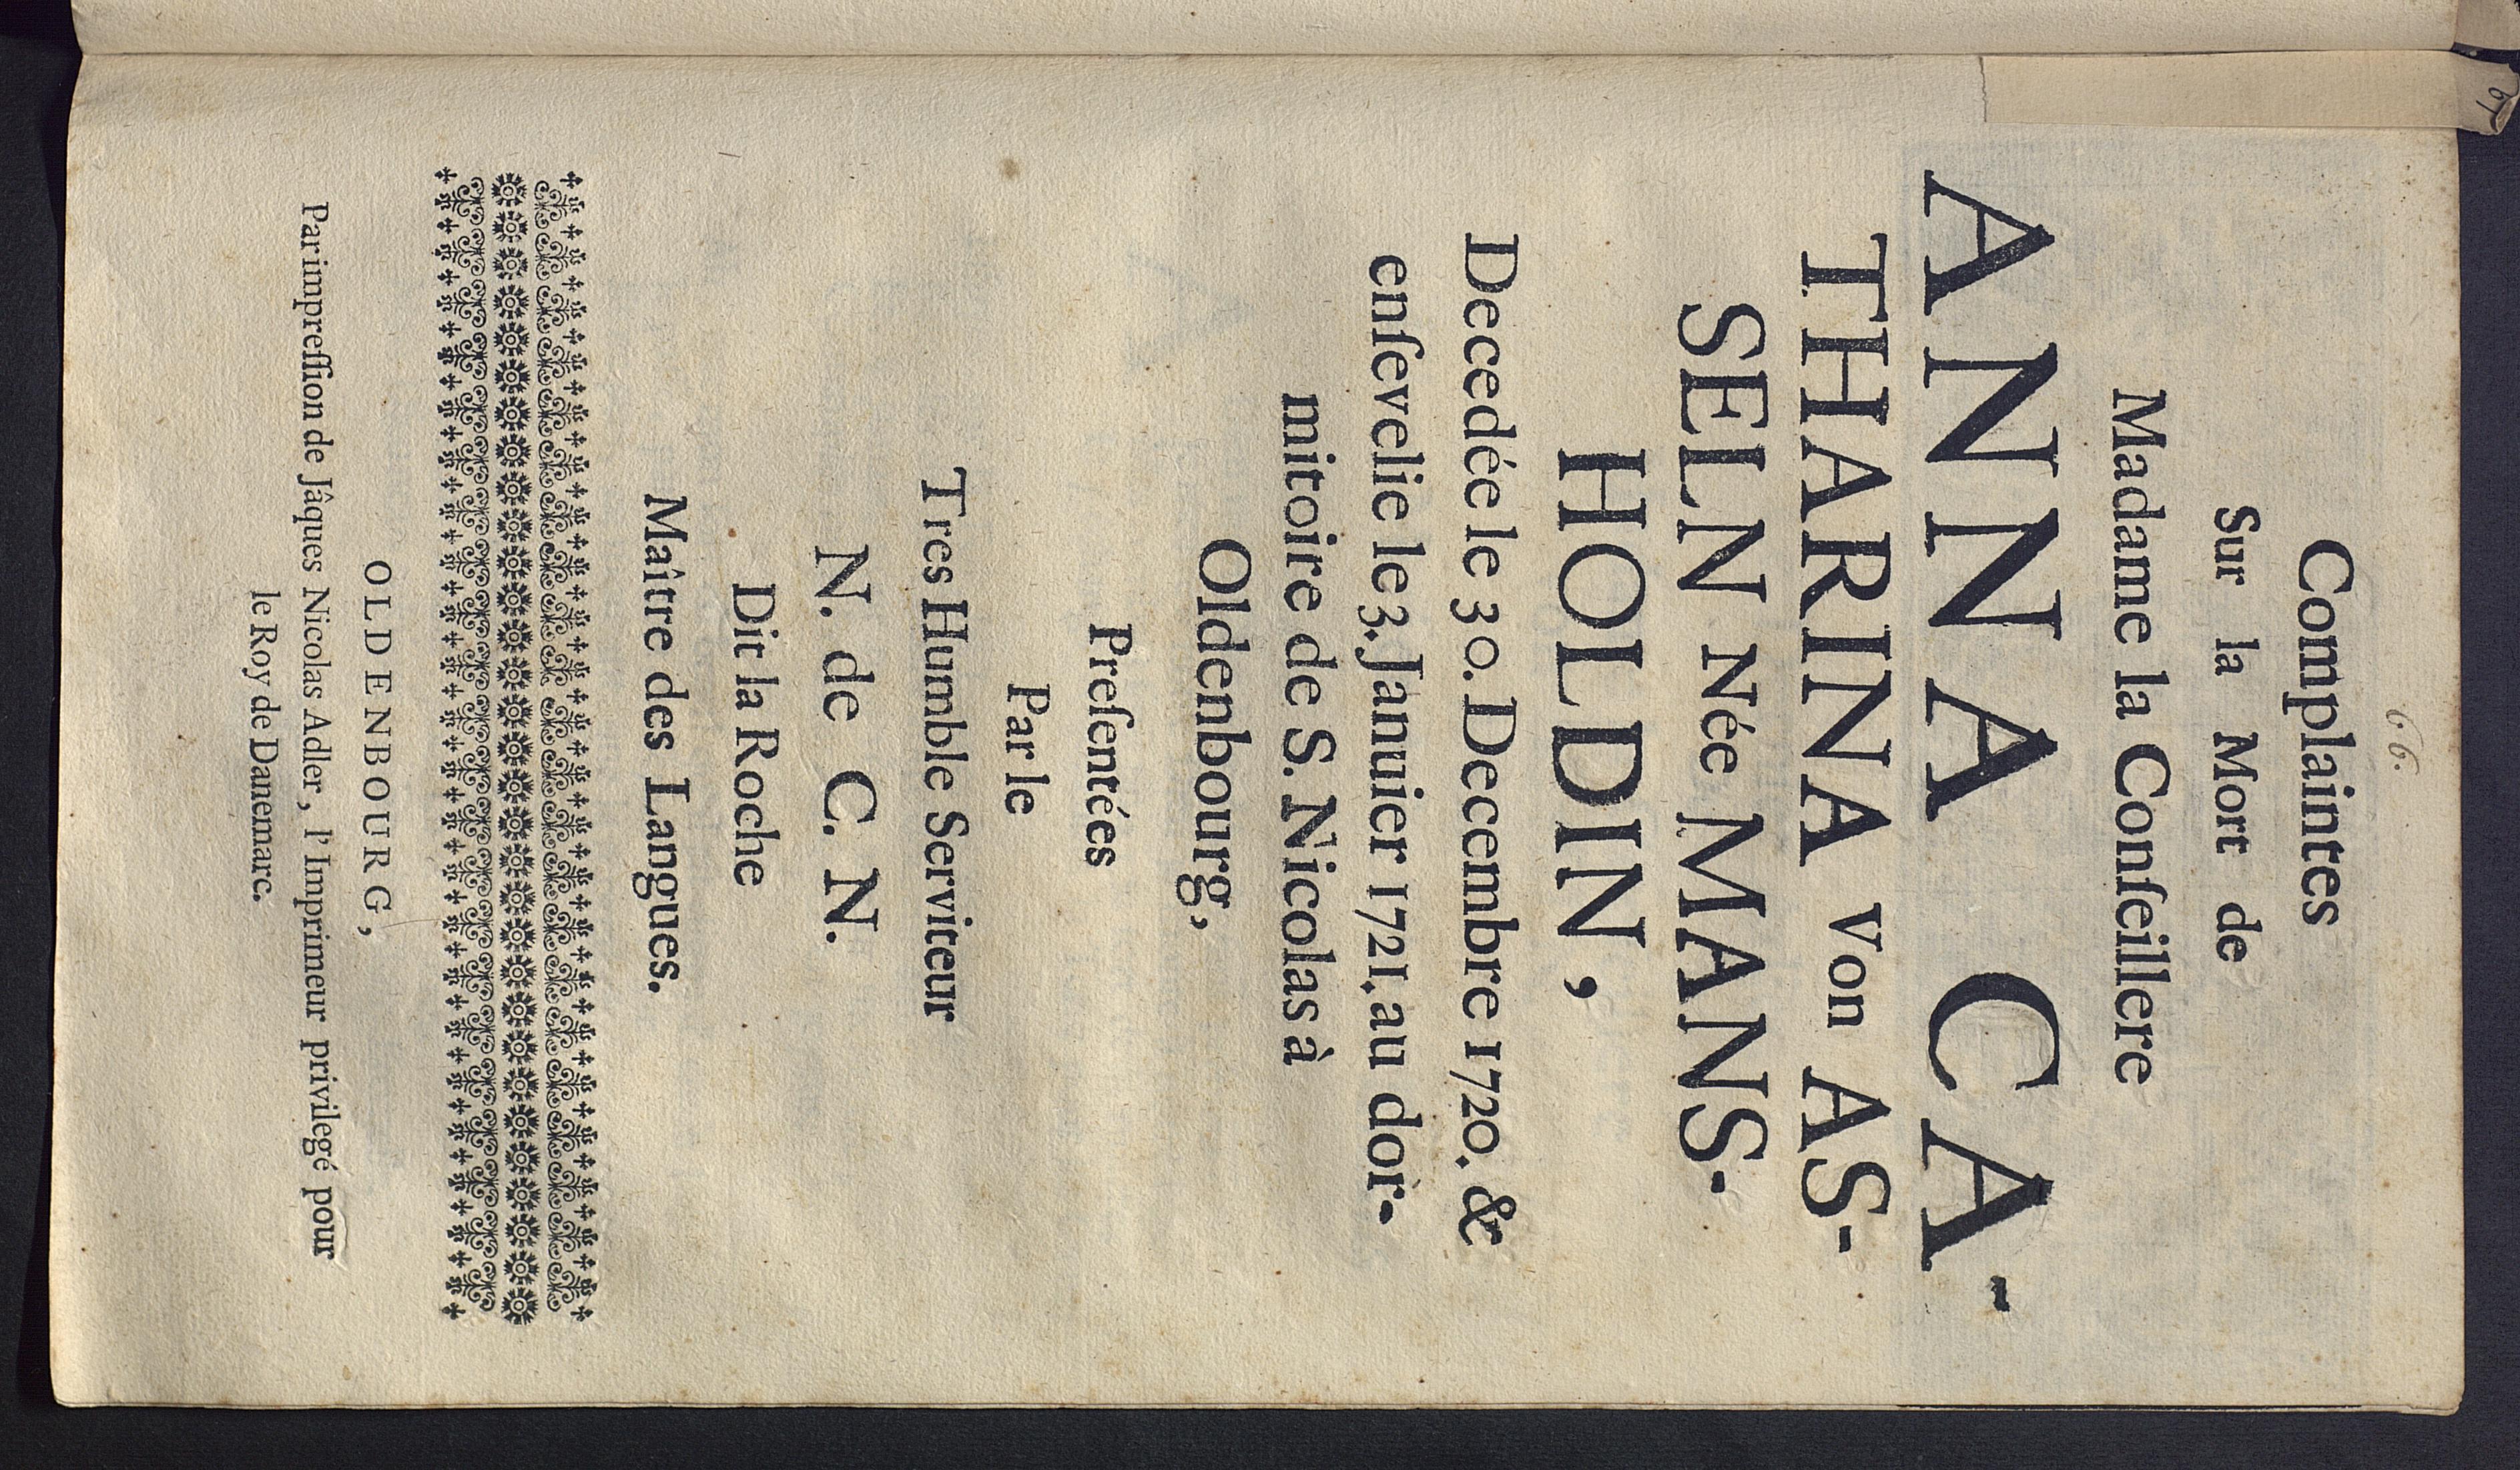 66.
Complaintes
Sur la Mort de
Madame la Conſeillere
ANNA CA-
THARINA von AS-
SELN Née MANS-
HOLDIN,
Decedée le 30. Decembre 1720. &
enſevelie le 3. Januier 1721. au dor-
mitoire de S. Nicolas à
Oldenbourg,
Preſentées
Par le
Tres Humble Serviteur
N. de C. N.
Dit la Roche
Maître des Langues.
OLDENBOURG,
Par impreſſion de Jâques Nicolas Adler, l'Imprimeur privilegé pour
le Roy de Danemarc.
67